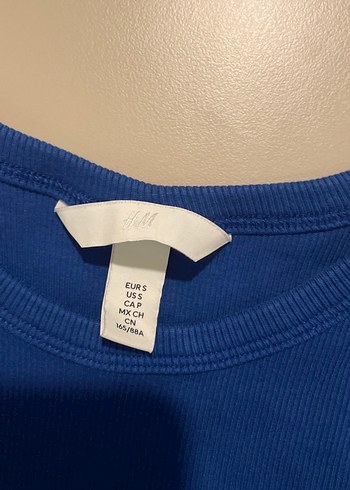 H&M
EUR S
US S
CA P
MX CH
CN
165/88A